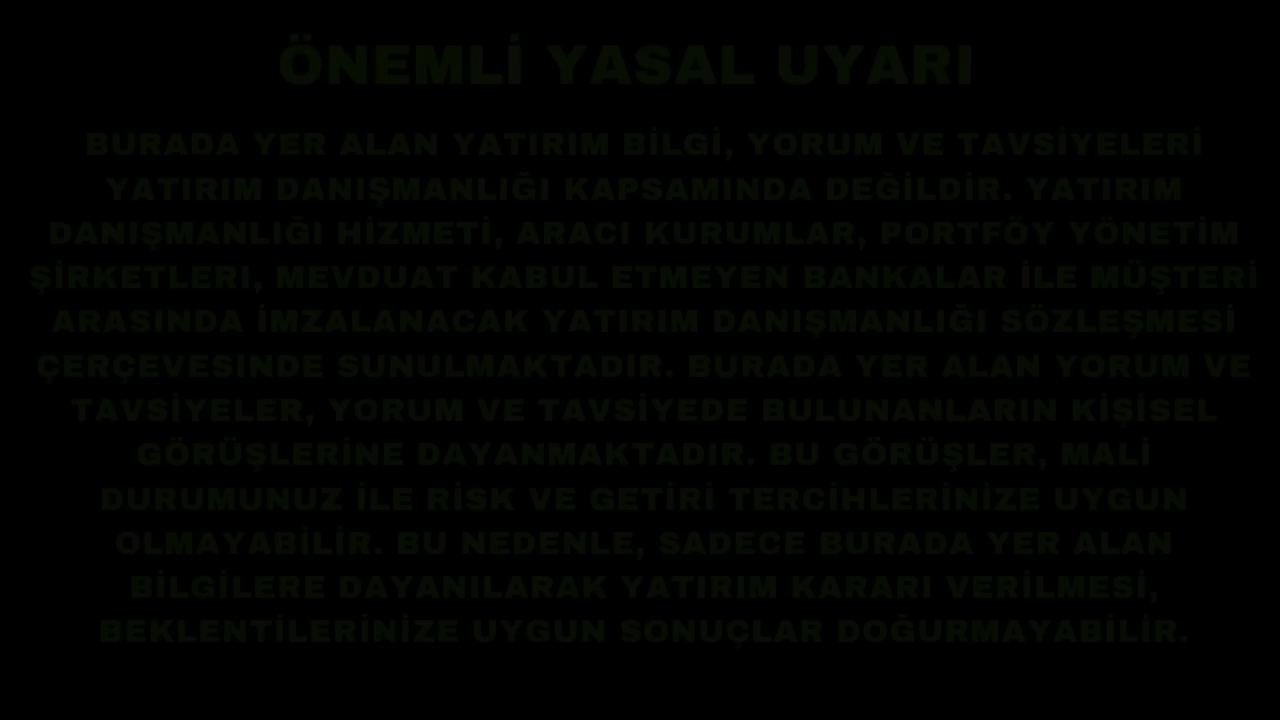 ÖNEMLİ YASAL UYARI
BURADA YER ALAN YATIRIM BİLGİ, YORUM VE TAVSİYELERİ
YATIRIM DANIŞMANLIĞI KAPSAMINDA DEĞİLDİR. YATIRIM
DANIŞMANLIĞI HİZMETİ, ARACI KURUMLAR, PORTFÖY YÖNETİM
ŞİRKETLERI, MEVDUAT KABUL ETMEYEN BANKALAR İLE MÜŞTERİ
ARASINDA İMZALANACAK YATIRIM DANIŞMANLIĞI SÖZLEŞMESİ
ÇERÇEVESINDE SUNULMAKTADIR. BURADA YER ALAN YORUM VE
TAVSİYELER, YORUM VE TAVSİYEDE BULUNANLARIN KİŞİSEL
GÖRÜŞLERİNE DAYANMAKTADIR. BU GÖRÜŞLER, MALİ
DURUMUNUZ İLE RİSK VE GETİRİ TERCİHLERİNİZE UYGUN
OLMAYABİLİR. BU NEDENLE, SADECE BURADA YER ALAN
BİLGİLERE DAYANILARAK YATIRIM KARARI VERİLMESİ,
BEKLENTİLERİNİZE UYGUN SONUÇLAR DOĞURMAYABİLİR.